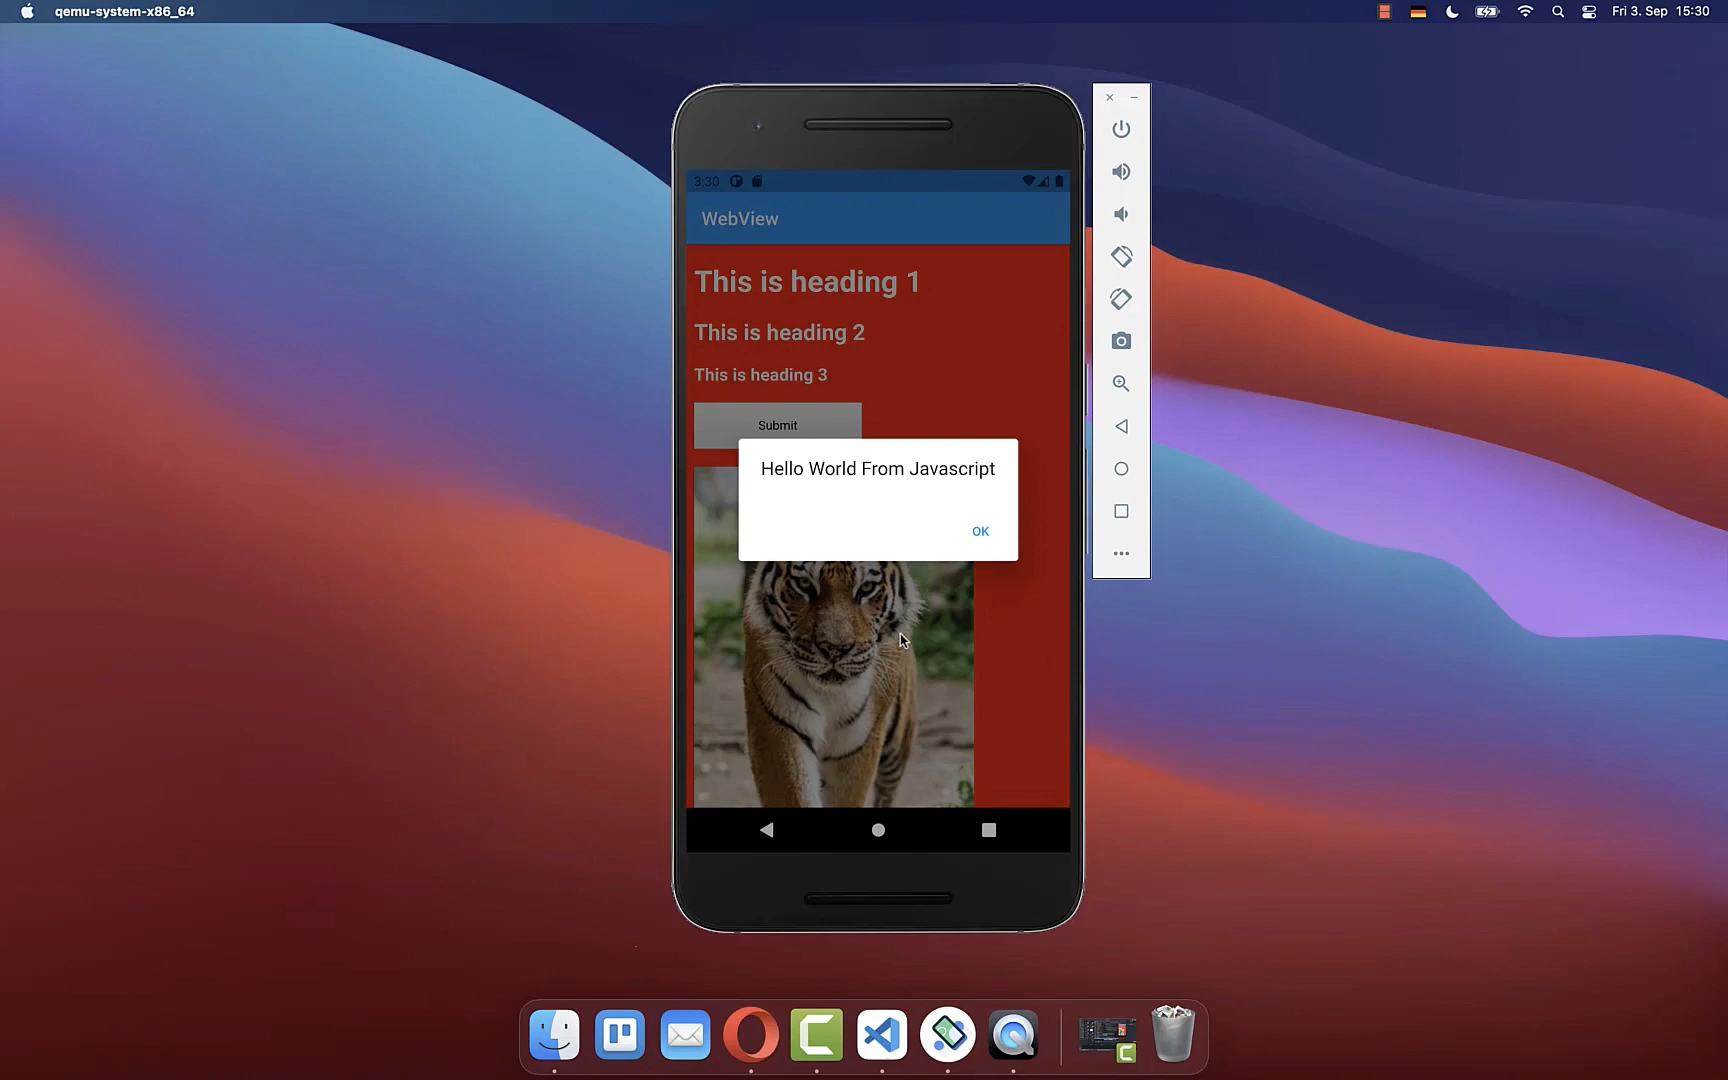 qemu-system-x86_64
Fri 3. Sep 15:30
3:30
WebView
This is heading 1
This is heading 2
This is heading 3
Submit
Hello World From Javascript
OK